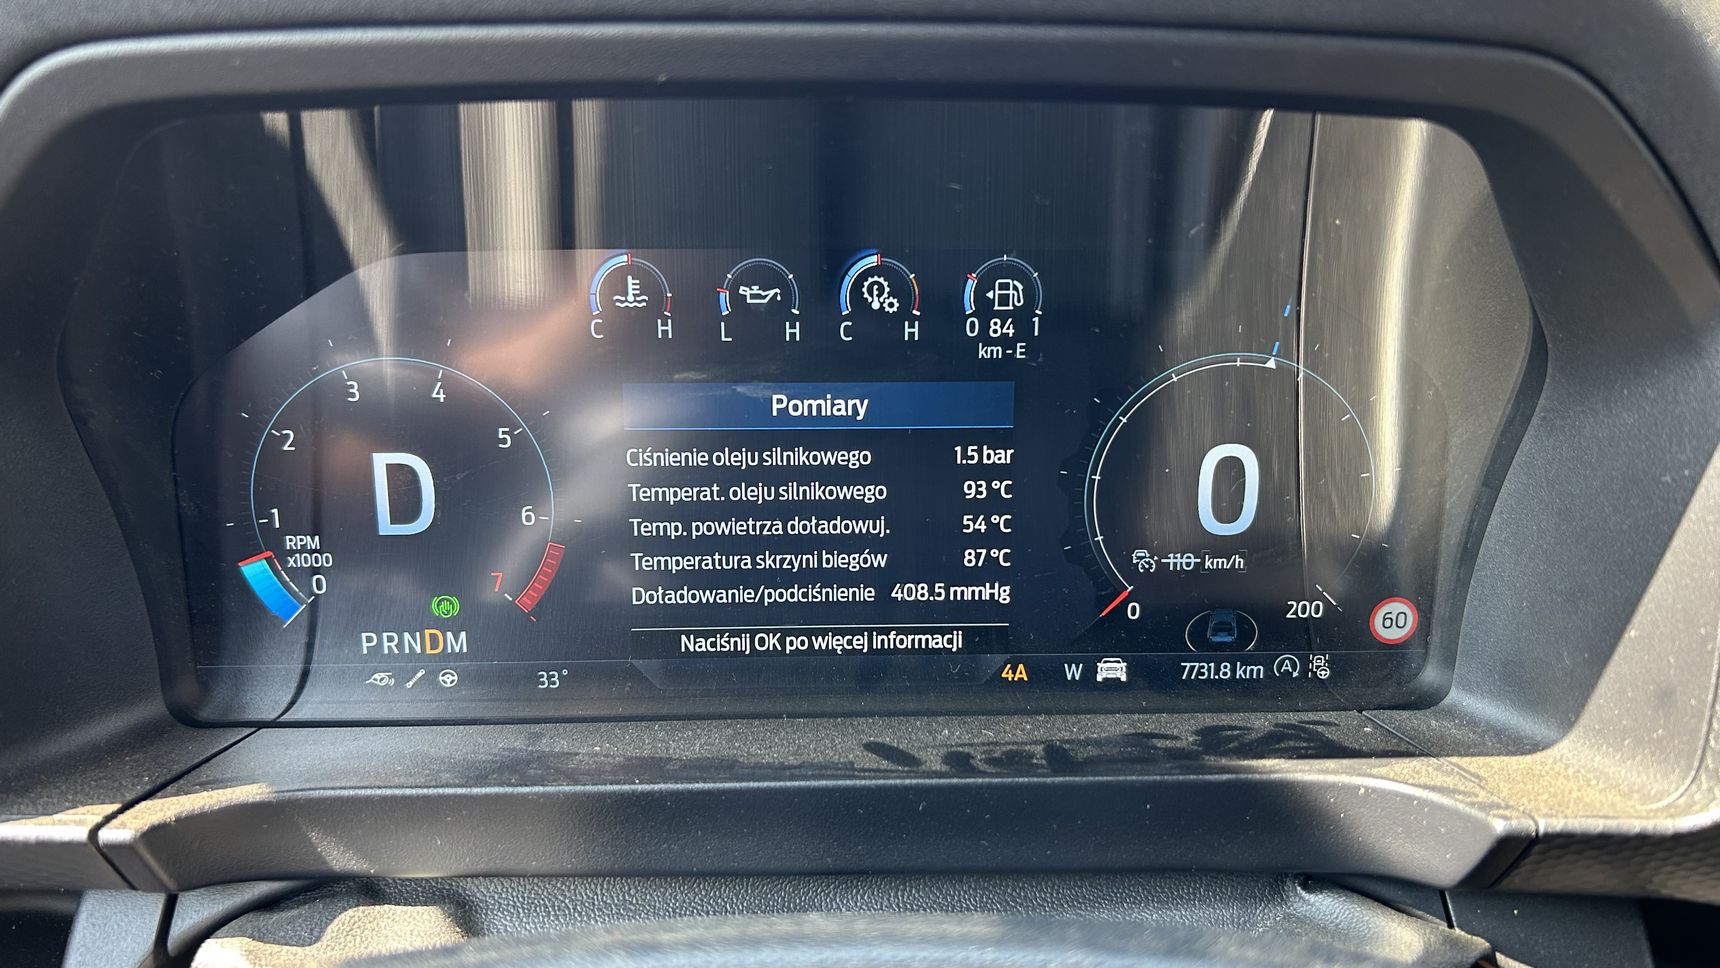 C H
L H
C H
0 84 1
km - E
Pomiary
Ciśnienie oleju silnikowego 1.5 bar
Temperat. oleju silnikowego 93 °C
Temp. powietrza doładowuj. 54 °C
Temperatura skrzyni biegów 87 °C
Doładowanie/podciśnienie 408.5 mmHg
Naciśnij OK po więcej informacji
0 1 2 3 4 5 6 7
RPM
x1000
D
PRNDM
33°
0
110 km/h
0 200
60
4A
W
7731.8 km
A